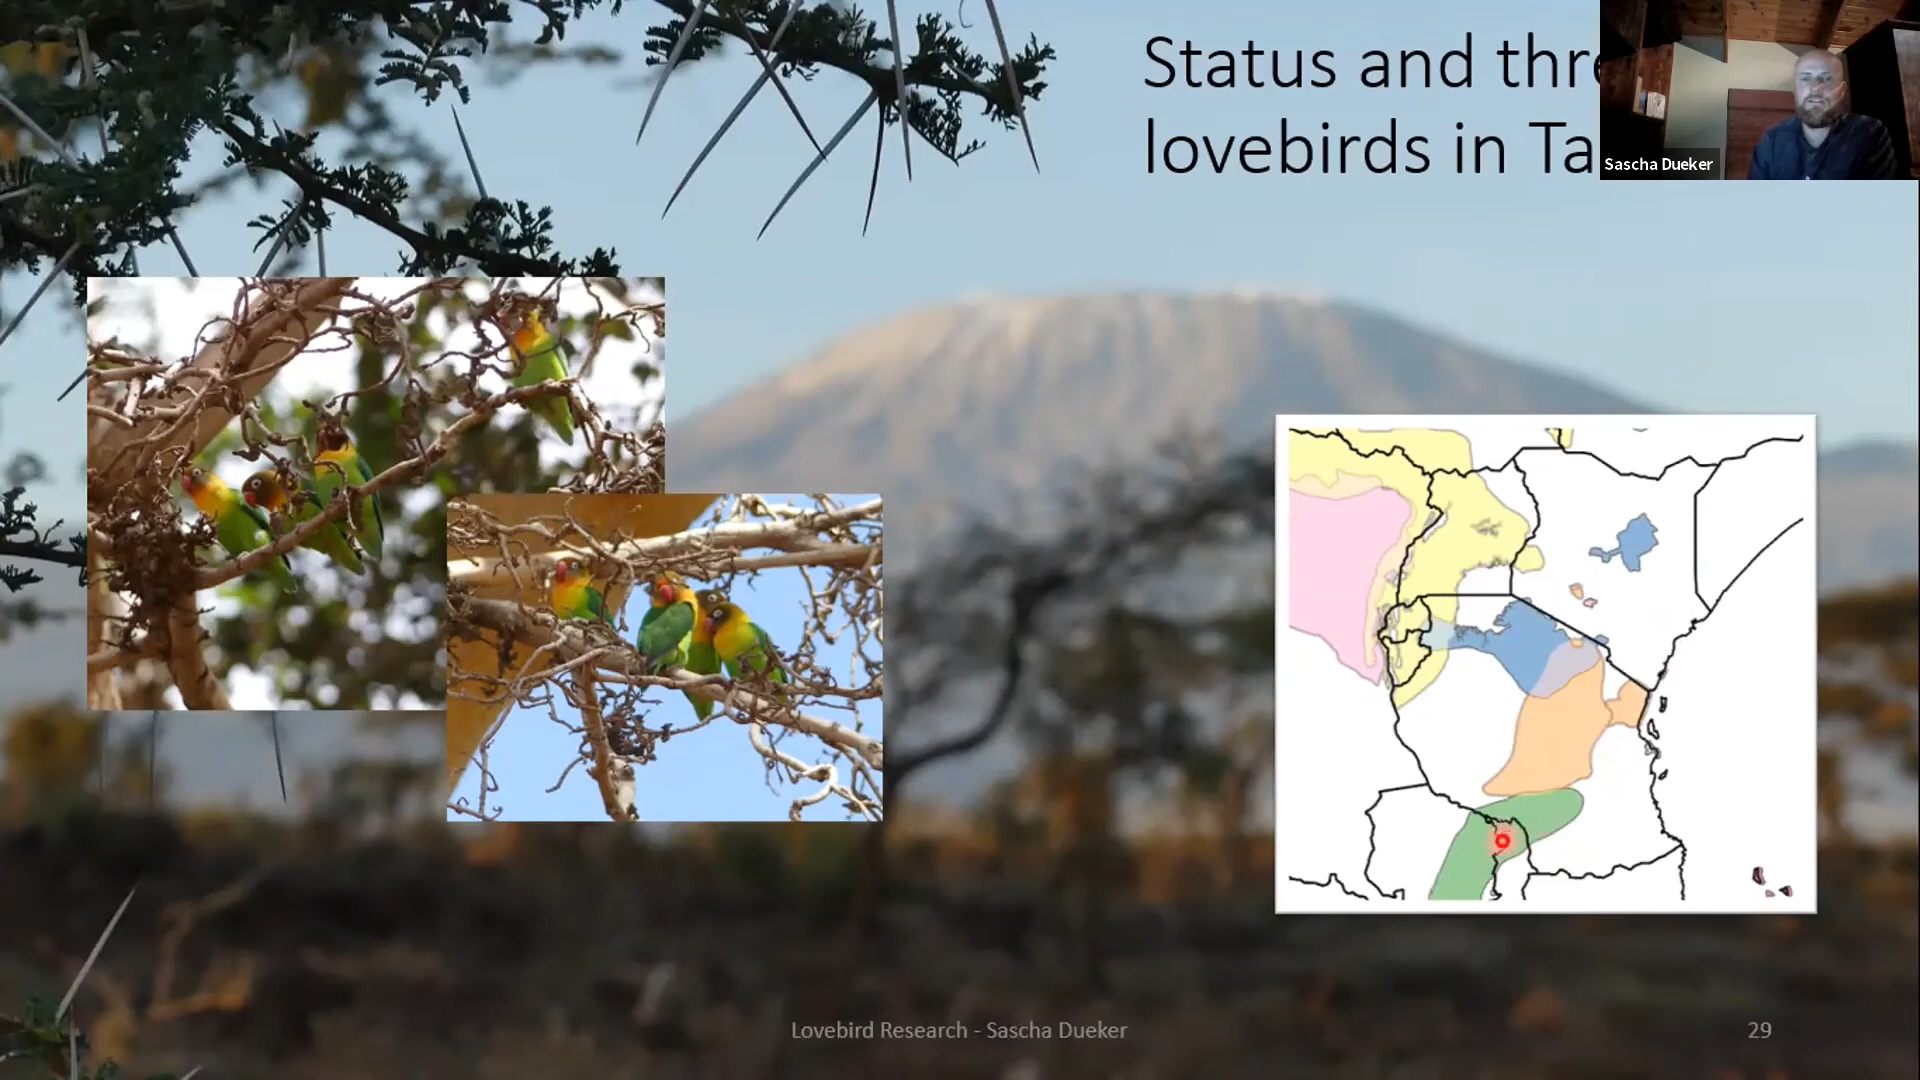 Status and thre
lovebirds in Ta
Sascha Dueker
Lovebird Research - Sascha Dueker
29